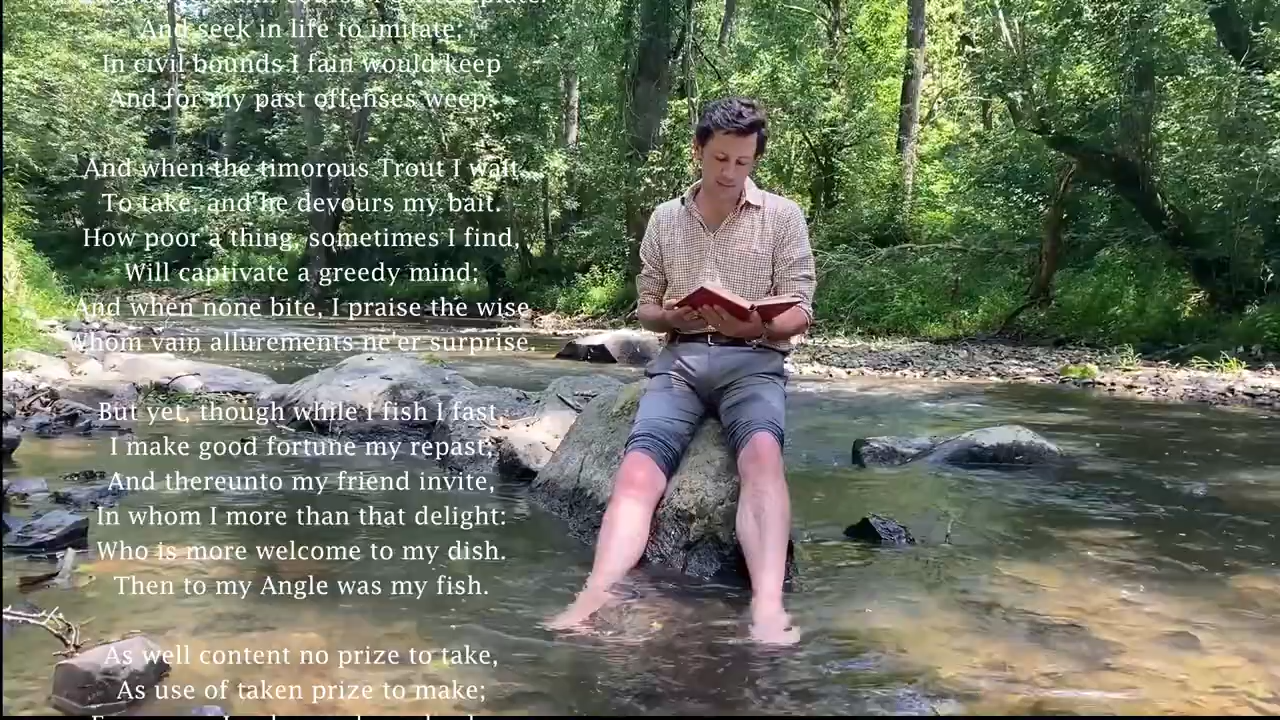 And seek in life to imitate;
In civil bounds I fain would keep
And for my past offenses weep.
And when the timorous Trout I wait
To take, and he devours my bait.
How poor a thing, sometimes I find,
Will captivate a greedy mind;
And when none bite, I praise the wise
Whom vain allurements ne'er surprise.
But yet, though while I fish I fast
I make good fortune my repast;
And thereunto my friend invite,
In whom I more than that delight:
Who is more welcome to my dish.
Then to my Angle was my fish.
As well content no prize to take,
As use of taken prize to make;